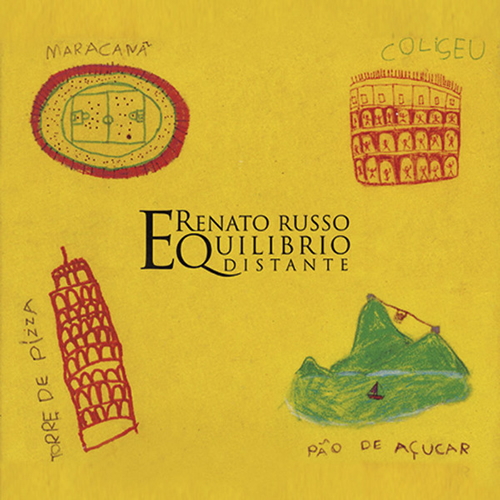 MARACANÃ
COLISEU
RENATO RUSSO
EQUILIBRIO
DISTANTE
TORRE DE PIZZA
PÃO DE AÇUCAR